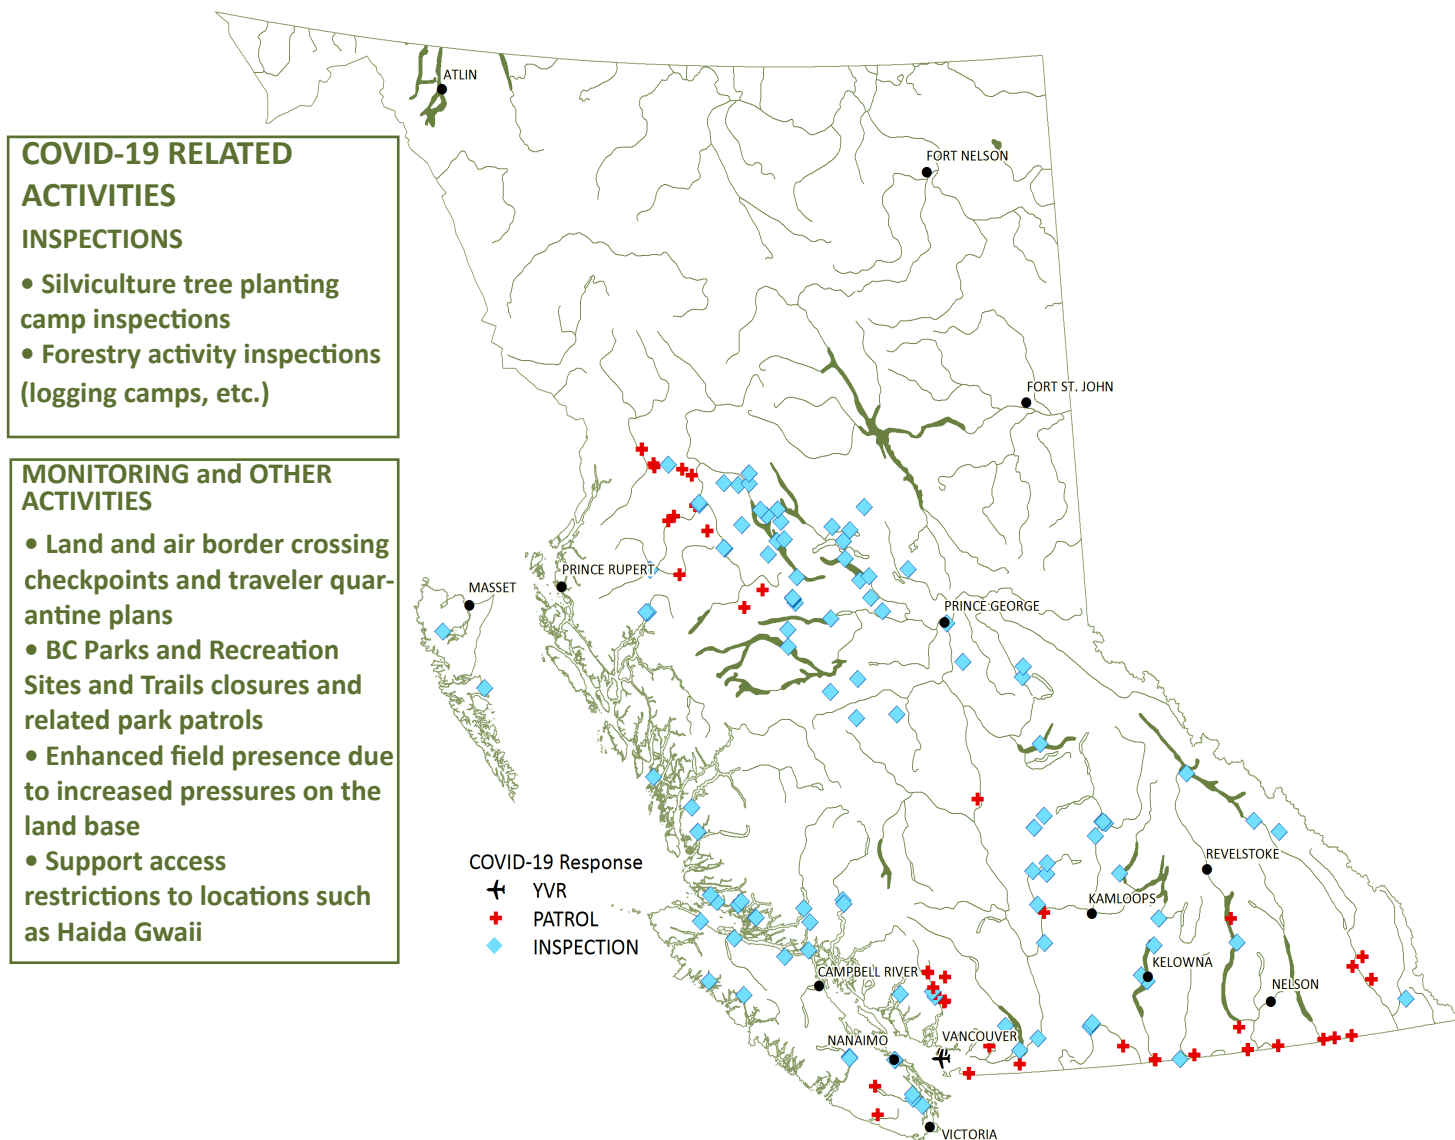 COVID-19 RELATED
ACTIVITIES
INSPECTIONS
• Silviculture tree planting
camp inspections
• Forestry activity inspections
(logging camps, etc.)
MONITORING and OTHER
ACTIVITIES
• Land and air border crossing
checkpoints and traveler quar-
antine plans
• BC Parks and Recreation
Sites and Trails closures and
related park patrols
• Enhanced field presence due
to increased pressures on the
land base
• Support access
restrictions to locations such
as Haida Gwaii
COVID-19 Response
YVR
PATROL
INSPECTION
ATLIN
FORT NELSON
FORT ST. JOHN
PRINCE RUPERT
MASSET
PRINCE GEORGE
REVELSTOKE
KAMLOOPS
CAMPBELL RIVER
KELOWNA
NELSON
NANAIMO
VANCOUVER
VICTORIA